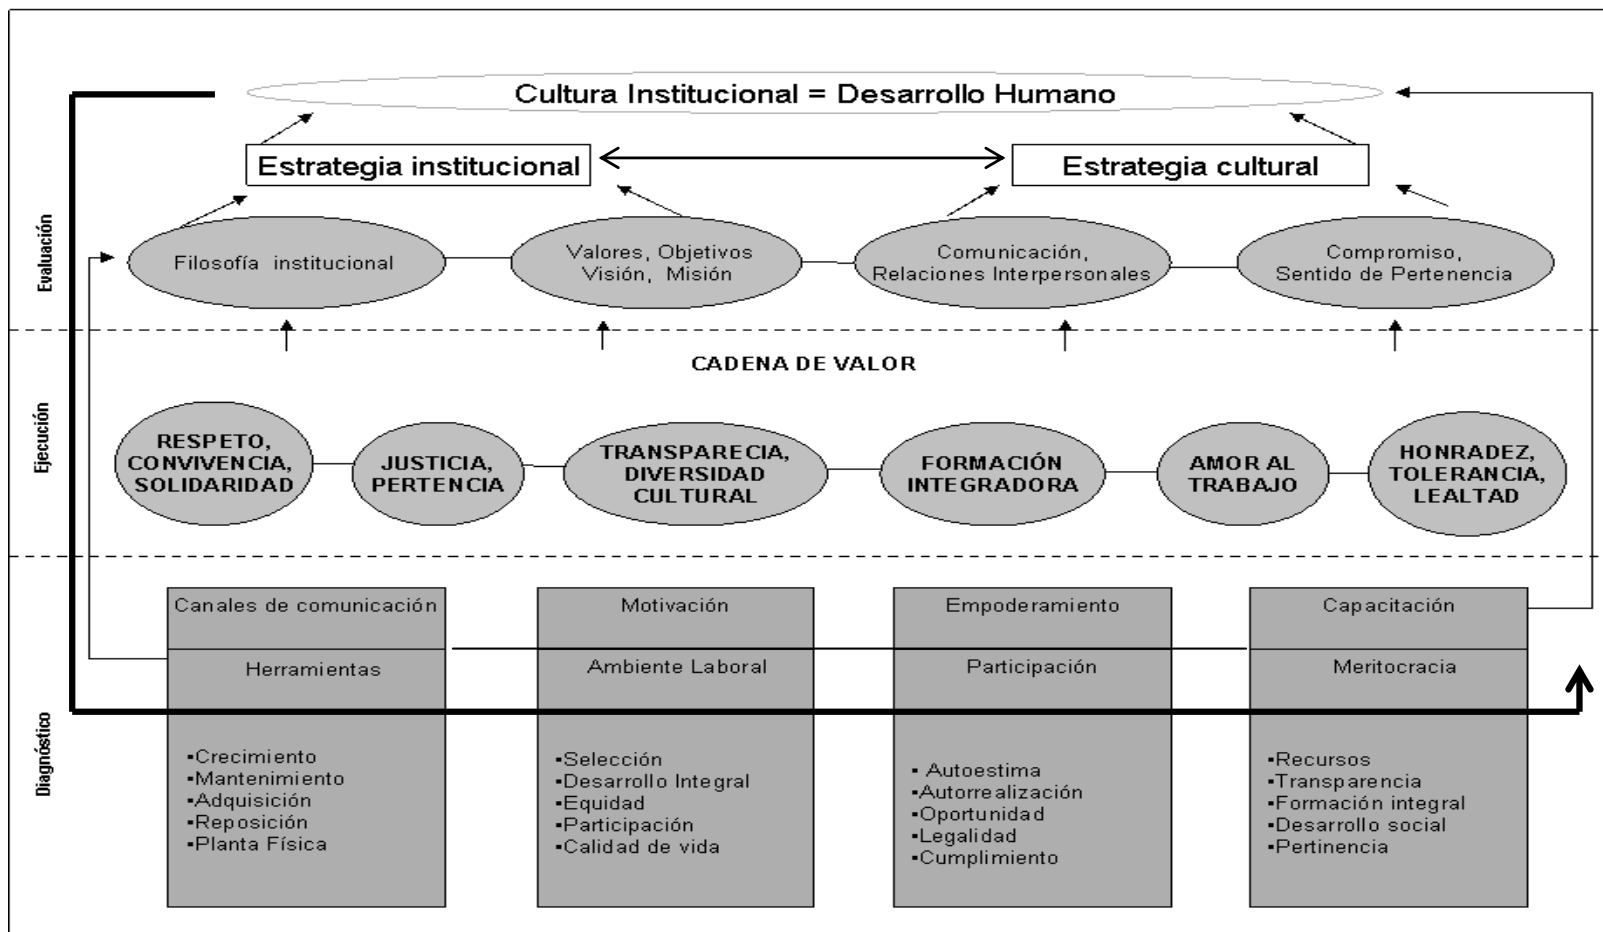 Cultura Institucional = Desarrollo Humano
Estrategia institucional
Estrategia cultural
Evaluación
Filosofía institucional
Valores, Objetivos
Visión, Misión
Comunicación,
Relaciones Interpersonales
Compromiso,
Sentido de Pertenencia
CADENA DE VALOR
Ejecución
RESPETO,
CONVIVENCIA,
SOLIDARIDAD
JUSTICIA,
PERTENCIA
TRANSPARECIA,
DIVERSIDAD
CULTURAL
FORMACIÓN
INTEGRADORA
AMOR AL
TRABAJO
HONRADEZ,
TOLERANCIA,
LEALTAD
Diagnóstico
Canales de comunicación
Herramientas
▪Crecimiento
▪Mantenimiento
▪Adquisición
▪Reposición
▪Planta Física
Motivación
Ambiente Laboral
▪Selección
▪Desarrollo Integral
▪Equidad
▪Participación
▪Calidad de vida
Empoderamiento
Participación
▪ Autoestima
▪Autorrealización
▪Oportunidad
▪Legalidad
▪Cumplimiento
Capacitación
Meritocracia
▪Recursos
▪Transparencia
▪Formación integral
▪Desarrollo social
▪Pertinencia